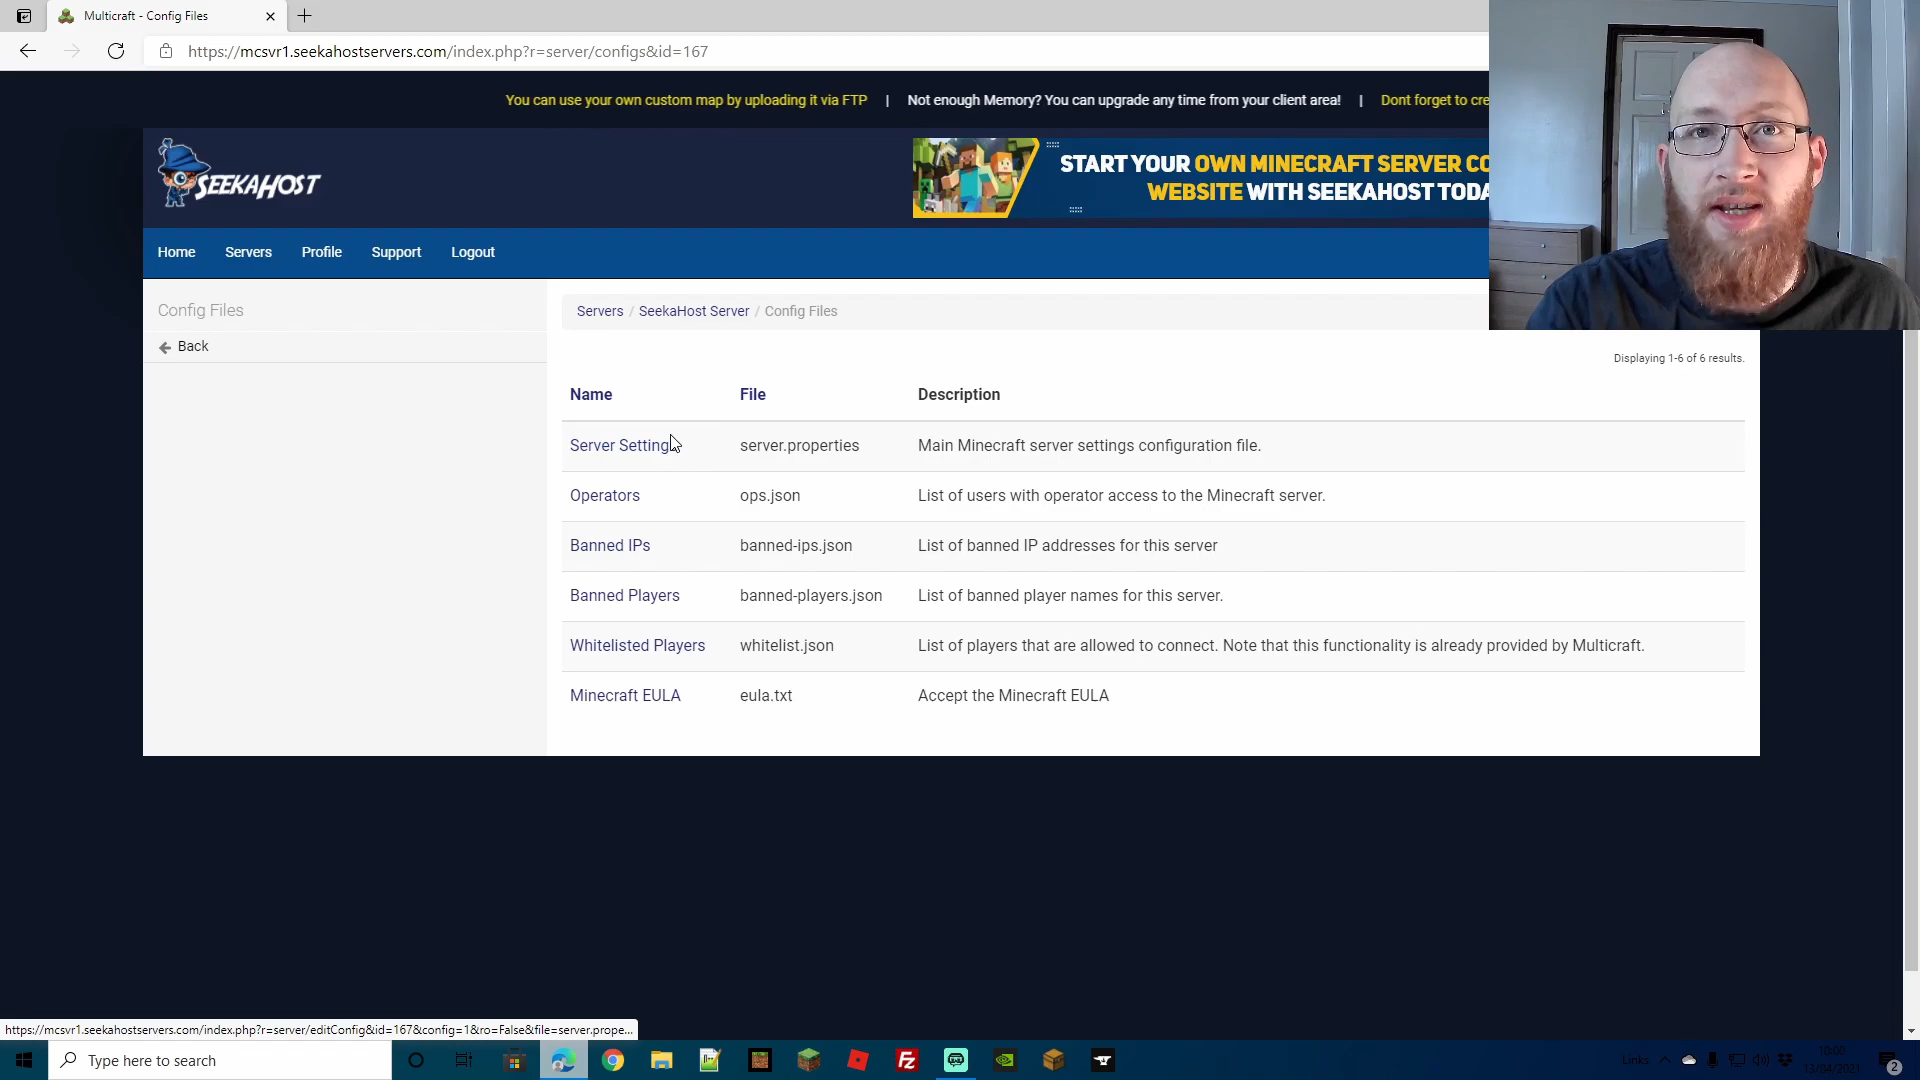 Multicraft - Config Files
https://mcsvr1.seekahostservers.com/index.php?r=server/configs&id=167
You can use your own custom map by uploading it via FTP | Not enough Memory? You can upgrade any time from your client area! | Dont forget to cre
SEEKAHOST
START YOUR OWN MINECRAFT SERVER CO
WEBSITE WITH SEEKAHOST TODA
Home Servers Profile Support Logout
Config Files
Back
Servers / SeekaHost Server / Config Files
Displaying 1-6 of 6 results.
Name File Description
Server Setting server.properties Main Minecraft server settings configuration file.
Operators ops.json List of users with operator access to the Minecraft server.
Banned IPs banned-ips.json List of banned IP addresses for this server
Banned Players banned-players.json List of banned player names for this server.
Whitelisted Players whitelist.json List of players that are allowed to connect. Note that this functionality is already provided by Multicraft.
Minecraft EULA eula.txt Accept the Minecraft EULA
https://mcsvr1.seekahostservers.com/index.php?r=server/editConfig&id=167&config=1&ro=False&file=server.prope...
Type here to search
Links
10:00
13/04/2021
2